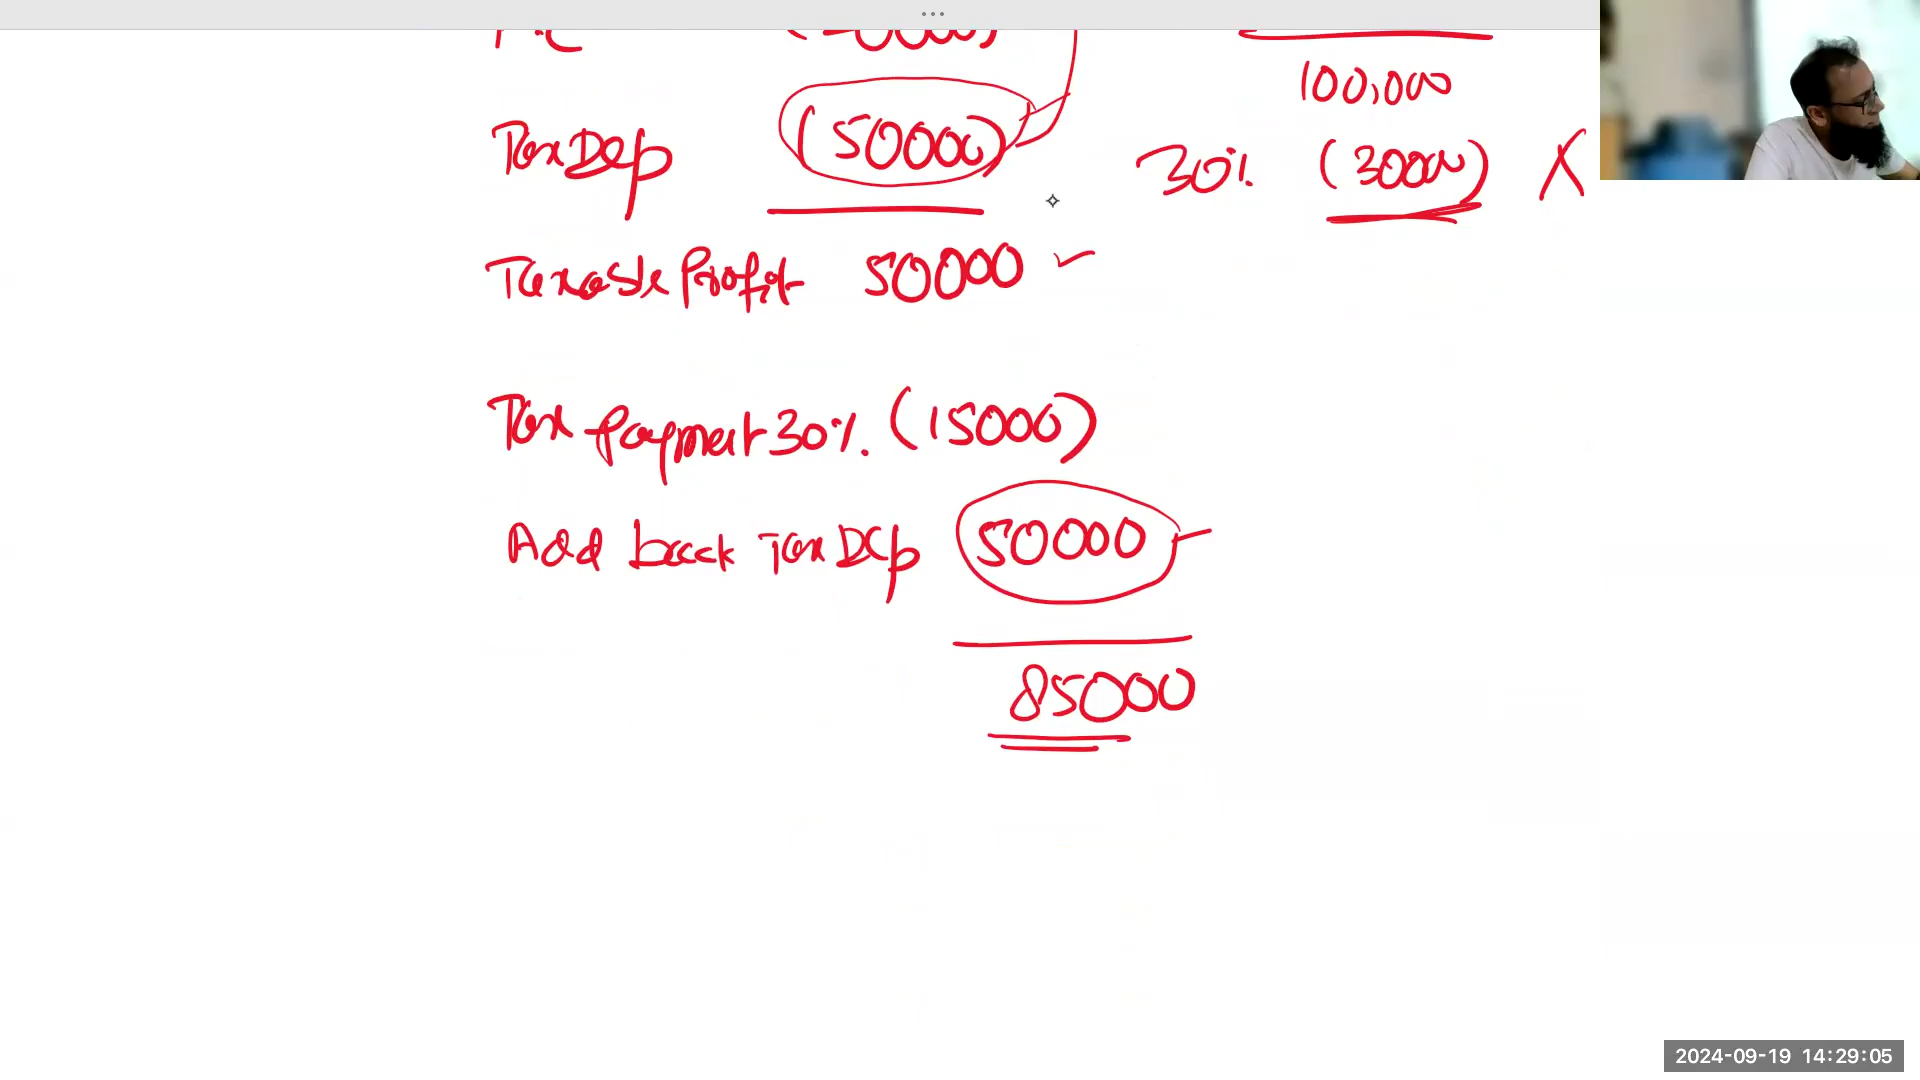 100,000
Tax Dep (50000)
30% (3000) X
Taxable Profit 50000 ✓
Tax payment 30% (15000)
Add back Tax Dep 50000
85000
2024-09-19 14:29:05